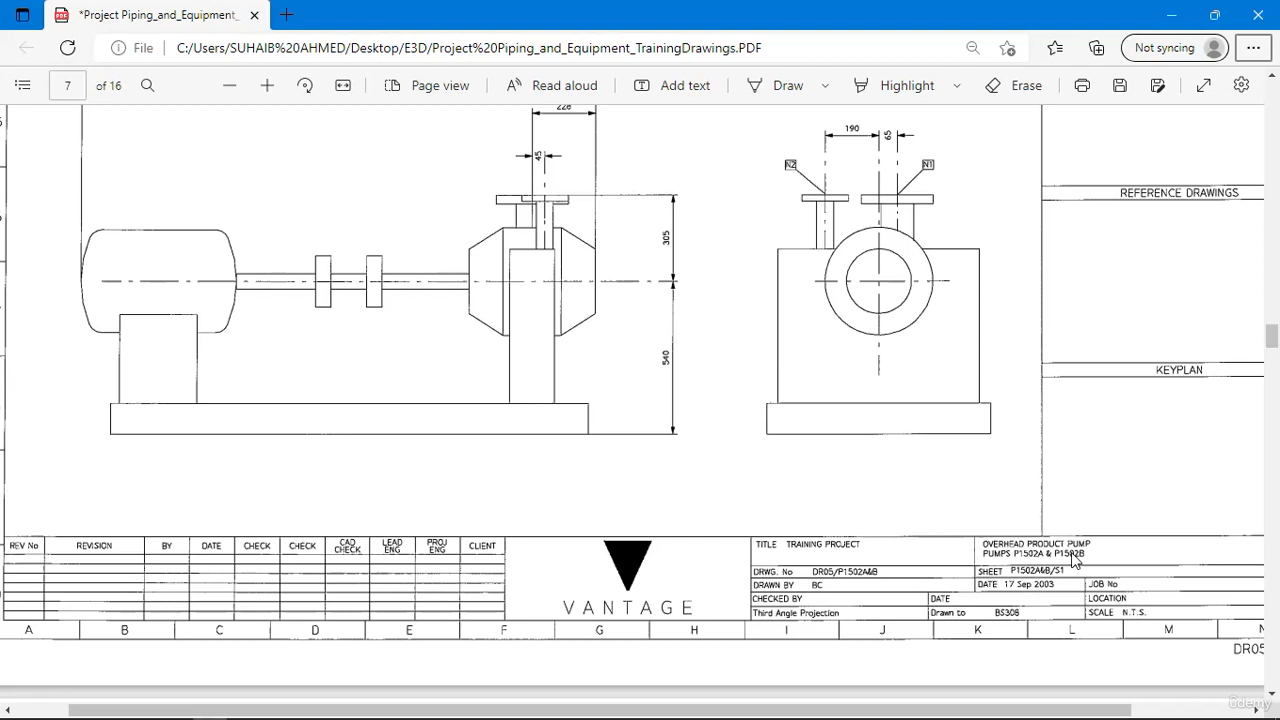 *Project Piping_and_Equipment_
File
C:/Users/SUHAIB%20AHMED/Desktop/E3D/Project%20Piping_and_Equipment_TrainingDrawings.PDF
Not syncing
7 of 16
Page view
Read aloud
Add text
Draw
Highlight
Erase
228
45
190
65
N2
N1
305
540
REFERENCE DRAWINGS
KEYPLAN
REV No REVISION BY DATE CHECK CHECK CAD CHECK LEAD ENG PROJ ENG CLIENT
VANTAGE
TITLE TRAINING PROJECT
OVERHEAD PRODUCT PUMP
PUMPS P1502A & P1502B
DRWG. No DR05/P1502A&B
SHEET P1502A&B/S1
DRAWN BY BC
DATE 17 Sep 2003
JOB No
CHECKED BY
DATE
LOCATION
Third Angle Projection
Drawn to BS308
SCALE N.T.S.
A B C D E F G H I J K L M N
DR05
ûdemy